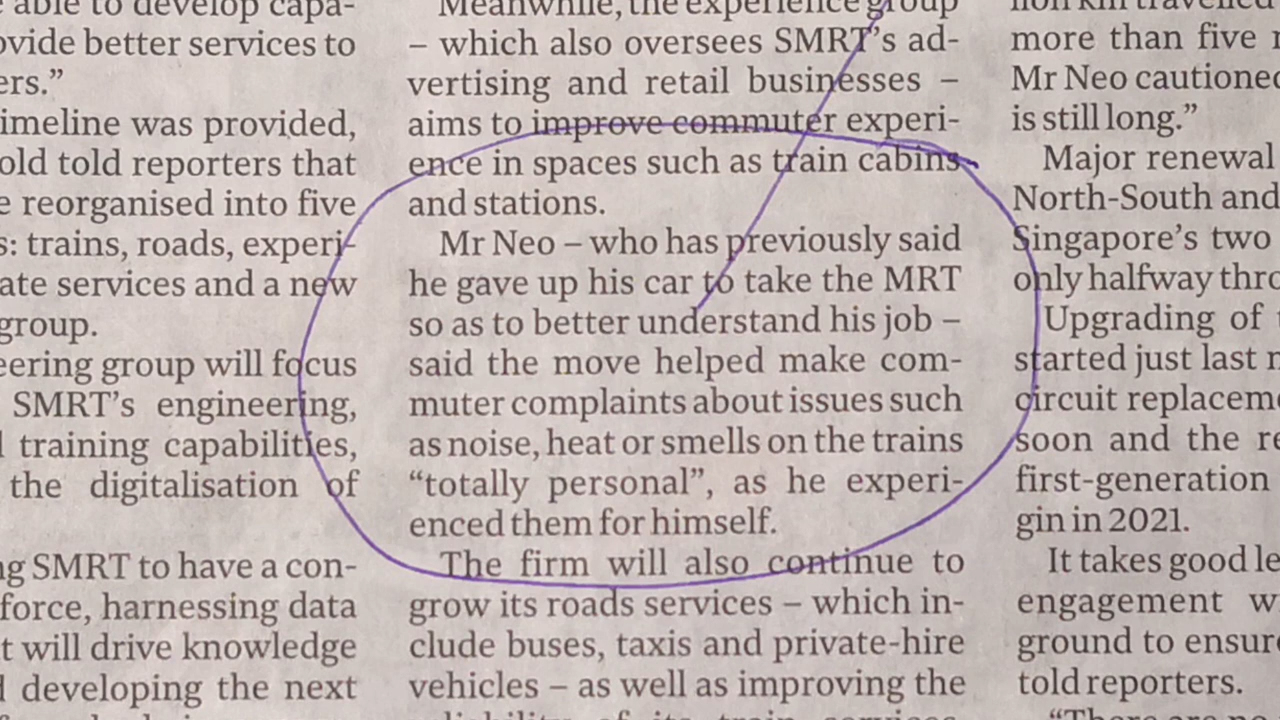 able to develop capa-
ovide better services to
ers.”
imeline was provided,
old told reporters that
e reorganised into five
s: trains, roads, experi-
ate services and a new
group.
eering group will focus
SMRT’s engineering,
training capabilities,
the digitalisation of
ng SMRT to have a con-
force, harnessing data
t will drive knowledge
developing the next
Meanwhile, the experience group
– which also oversees SMRT’s ad-
vertising and retail businesses –
aims to improve commuter experi-
ence in spaces such as train cabins
and stations.
Mr Neo – who has previously said
he gave up his car to take the MRT
so as to better understand his job –
said the move helped make com-
muter complaints about issues such
as noise, heat or smells on the trains
“totally personal”, as he experi-
enced them for himself.
The firm will also continue to
grow its roads services – which in-
clude buses, taxis and private-hire
vehicles – as well as improving the
liability of its train services
travelled
more than five
Mr Neo cautioned
is still long.”
Major renewal
North-South and
Singapore’s two
only halfway thro
Upgrading of
started just last
circuit replaceme
soon and the re
first-generation
gin in 2021.
It takes good le
engagement w
ground to ensure
told reporters.
“There are no